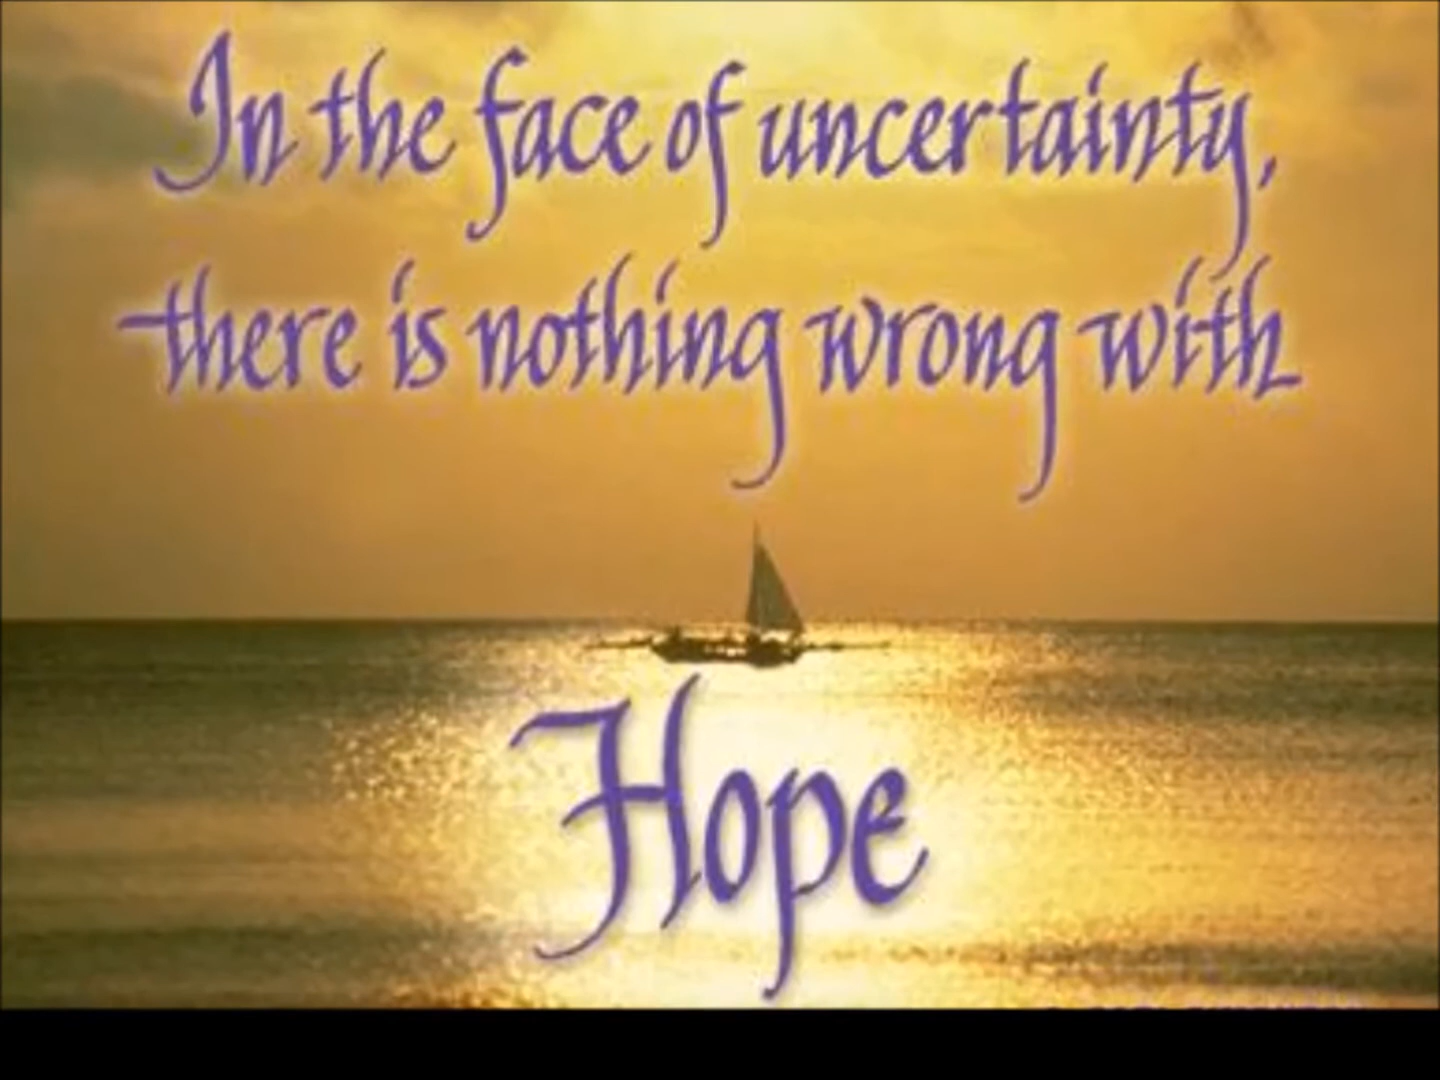 In the face of uncertainty,
there is nothing wrong with
Hope